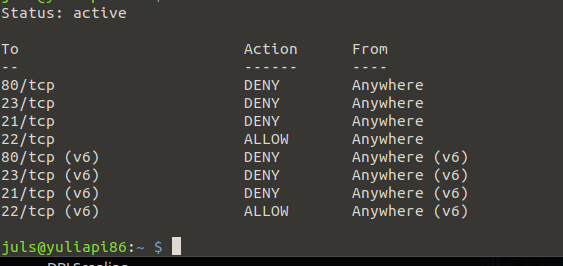 Status: active
To Action From
-- ------ ----
80/tcp DENY Anywhere
23/tcp DENY Anywhere
21/tcp DENY Anywhere
22/tcp ALLOW Anywhere
80/tcp (v6) DENY Anywhere (v6)
23/tcp (v6) DENY Anywhere (v6)
21/tcp (v6) DENY Anywhere (v6)
22/tcp (v6) ALLOW Anywhere (v6)
juls@yuliapi86:~ $